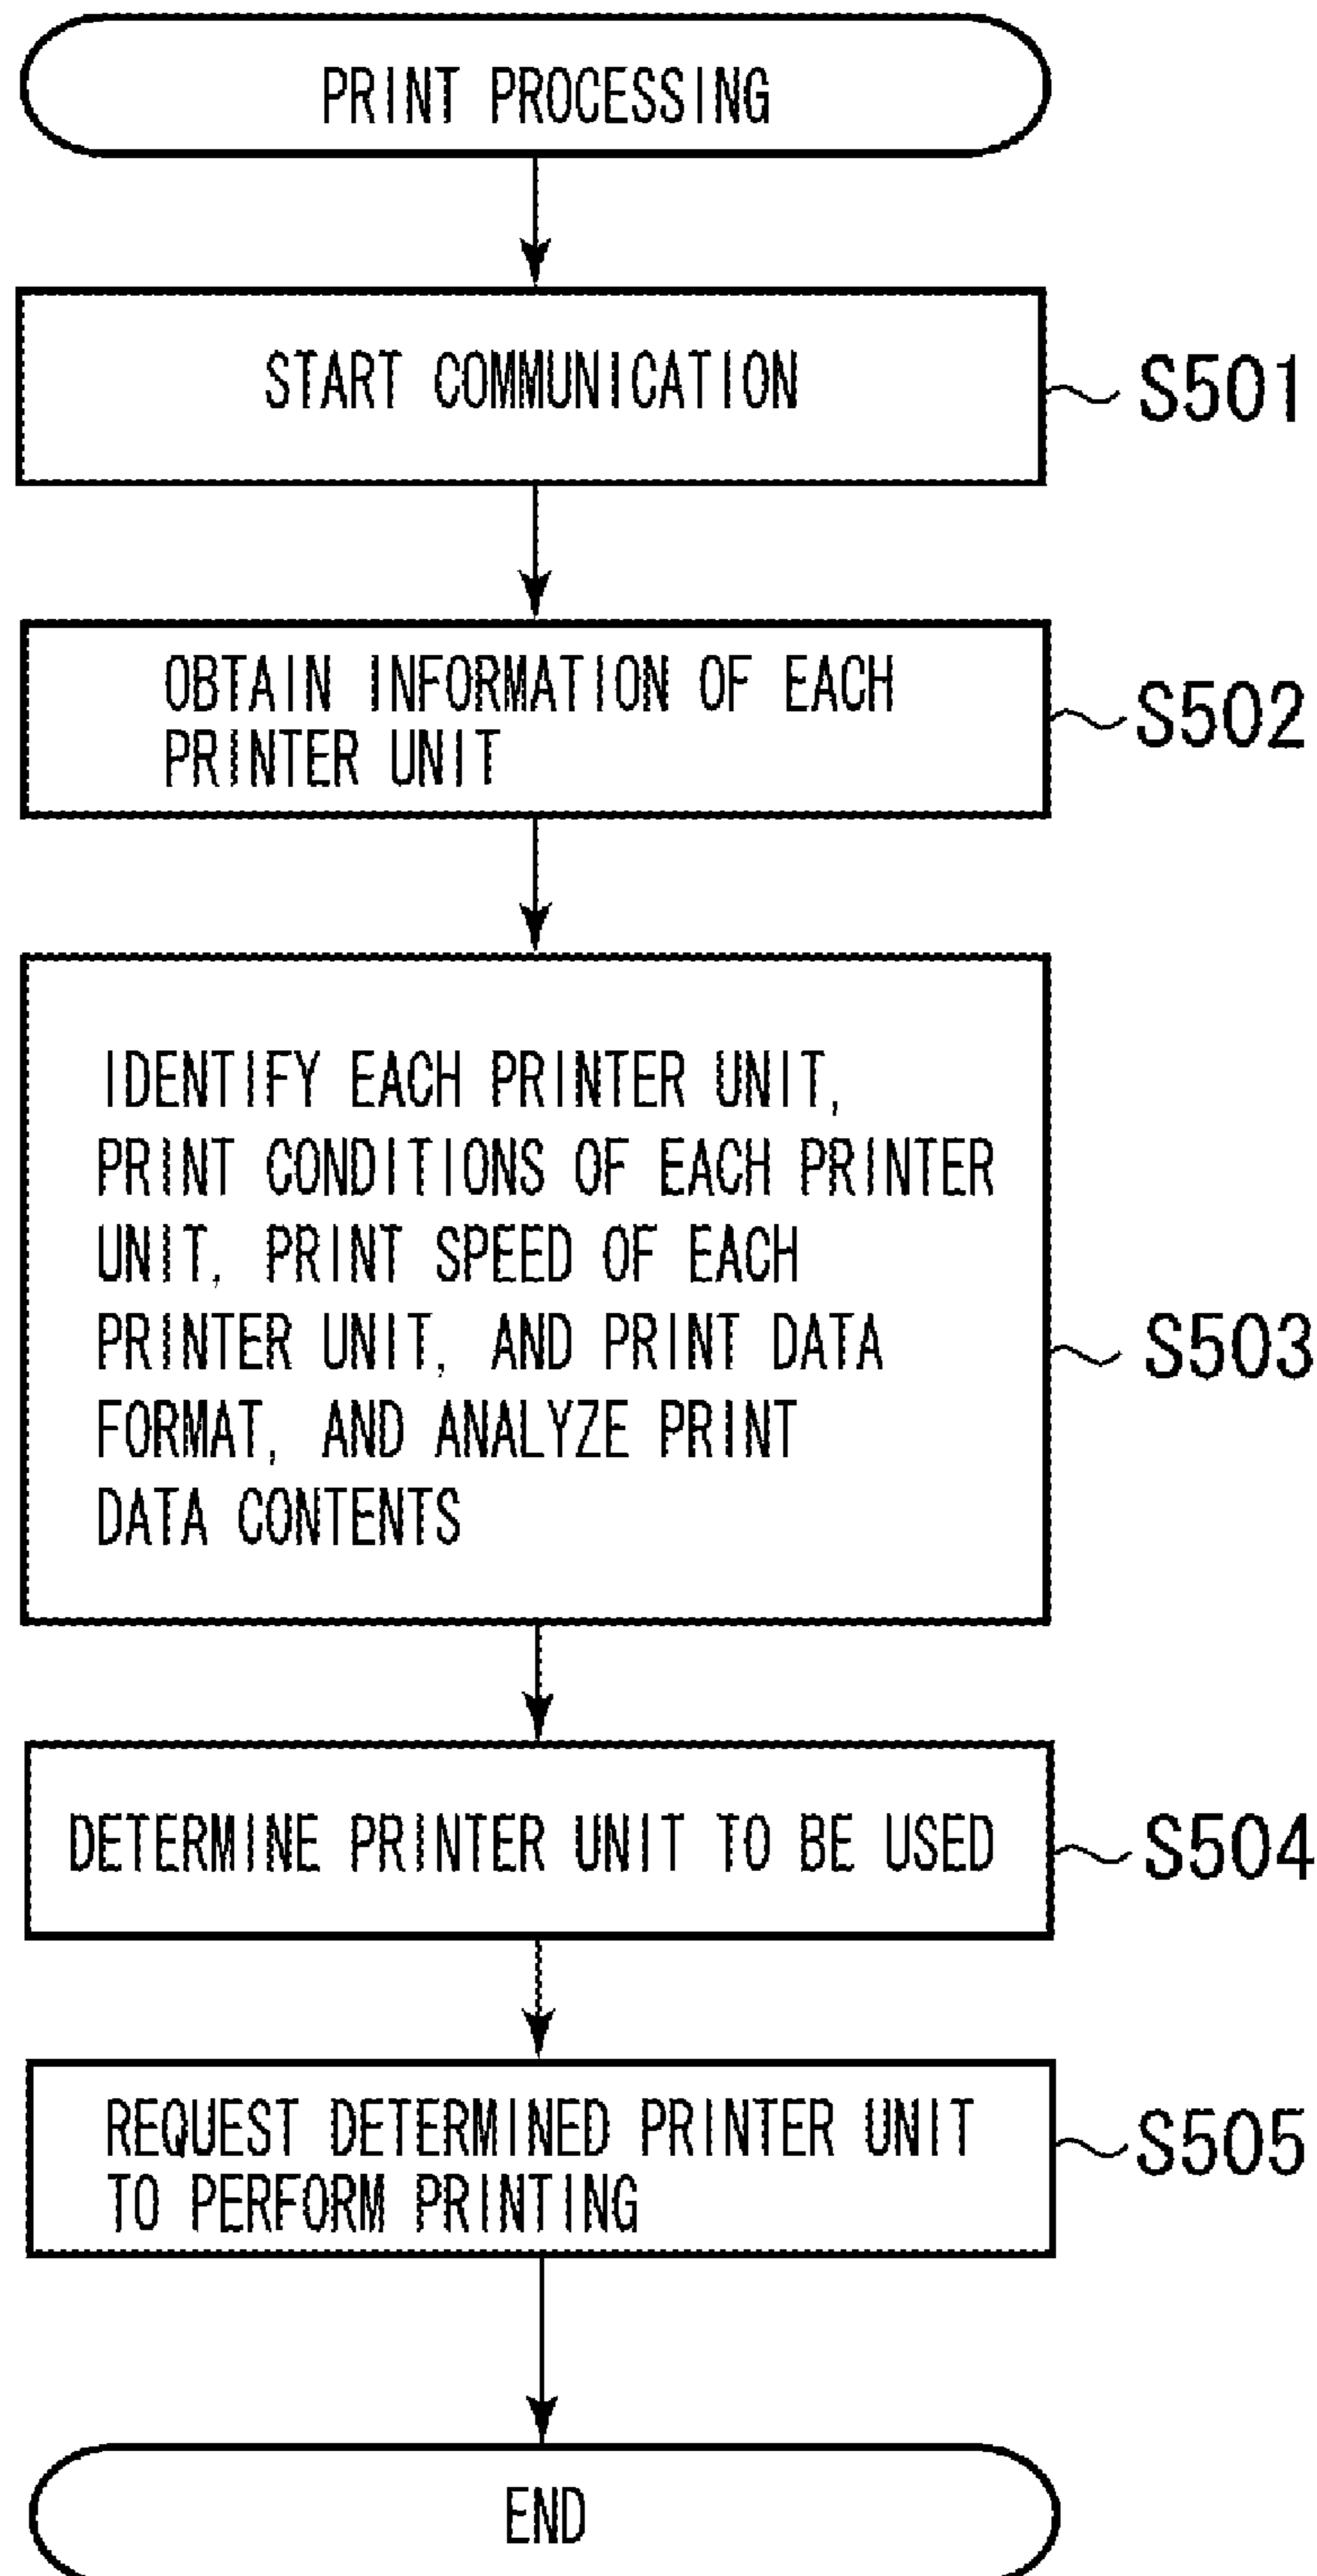 PRINT PROCESSING
START COMMUNICATION
S501
OBTAIN INFORMATION OF EACH
PRINTER UNIT
S502
IDENTIFY EACH PRINTER UNIT,
PRINT CONDITIONS OF EACH PRINTER
UNIT, PRINT SPEED OF EACH
PRINTER UNIT, AND PRINT DATA
FORMAT, AND ANALYZE PRINT
DATA CONTENTS
S503
DETERMINE PRINTER UNIT TO BE USED
S504
REQUEST DETERMINED PRINTER UNIT
TO PERFORM PRINTING
S505
END